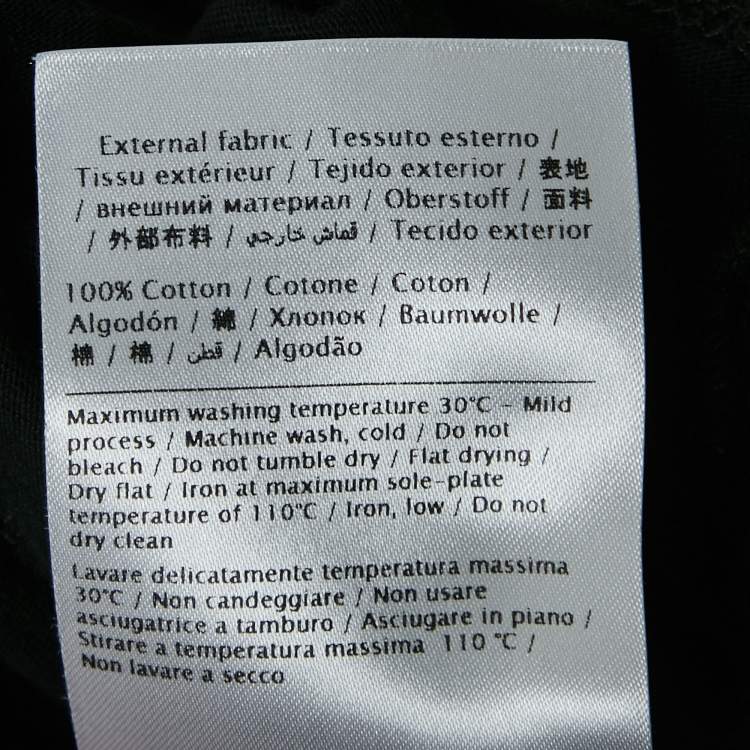 External fabric / Tessuto esterno /
Tissu extérieur / Tejido exterior / 表地
/ внешний материал / Oberstoff / 面料
/ 外部布料 / قماش خارجي / Tecido exterior
100% Cotton / Cotone / Coton /
Algodón / 綿 / Хлопок / Baumwolle /
棉 / 棉 / قطن / Algodão
Maximum washing temperature 30°C - Mild
process / Machine wash, cold / Do not
bleach / Do not tumble dry / Flat drying /
Dry flat / Iron at maximum sole-plate
temperature of 110°C / Iron, low / Do not
dry clean
Lavare delicatamente temperatura massima
30°C / Non candeggiare / Non usare
asciugatrice a tamburo / Asciugare in piano /
Stirare a temperatura massima 110 °C /
Non lavare a secco